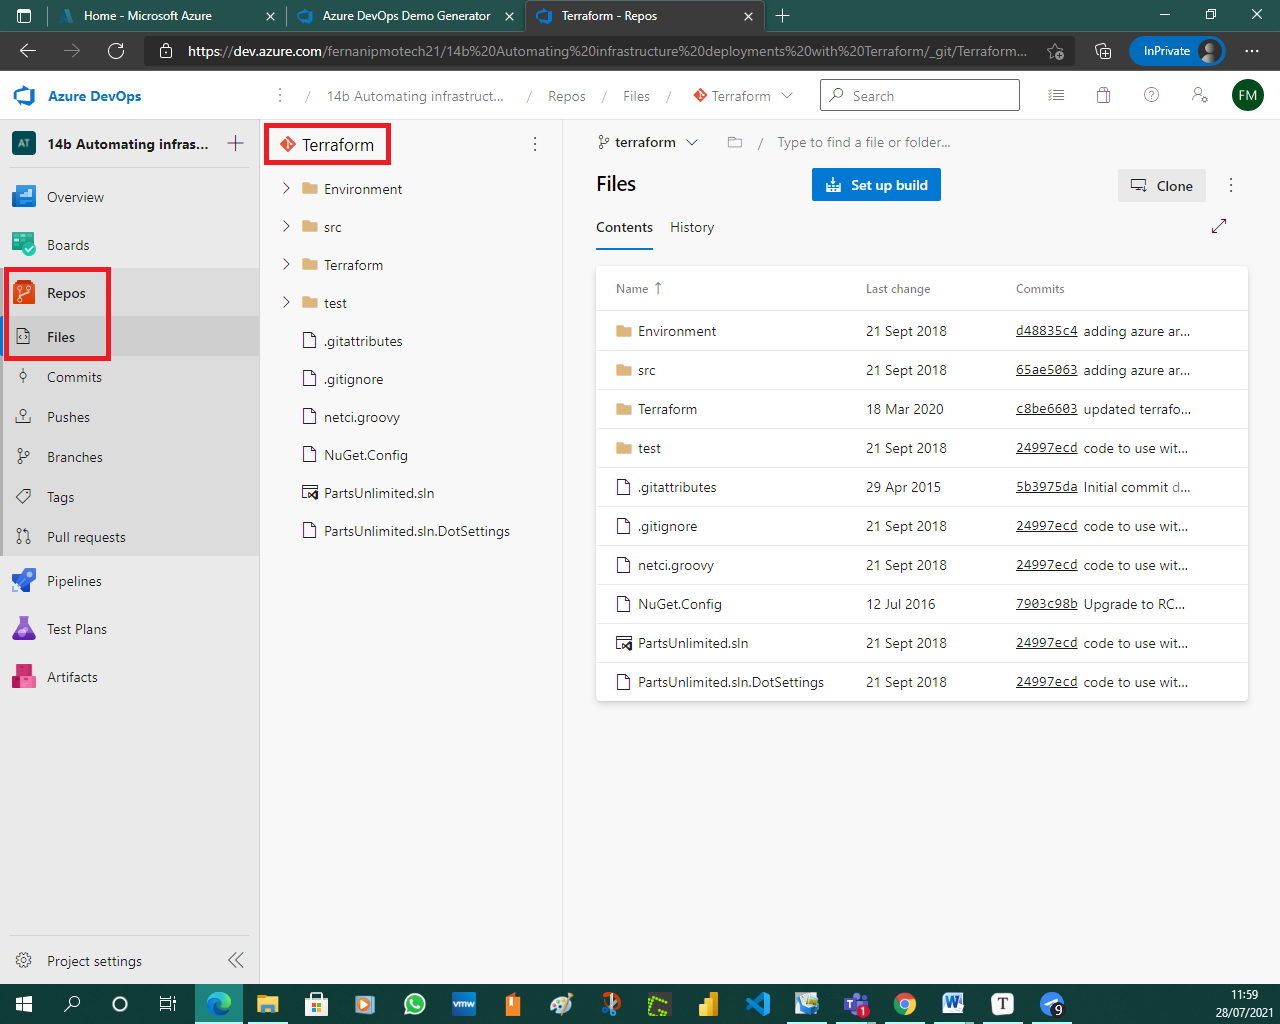 Home - Microsoft Azure
Azure DevOps Demo Generator
Terraform - Repos
https://dev.azure.com/fernanipmotech21/14b%20Automating%20infrastructure%20deployments%20with%20Terraform/_git/Terraform...
InPrivate
Azure DevOps
/ 14b Automating infrastruct... / Repos / Files / Terraform
Search
FM
AT 14b Automating infras...
Overview
Boards
Repos
Files
Commits
Pushes
Branches
Tags
Pull requests
Pipelines
Test Plans
Artifacts
Project settings
Terraform
Environment
src
Terraform
test
.gitattributes
.gitignore
netci.groovy
NuGet.Config
PartsUnlimited.sln
PartsUnlimited.sln.DotSettings
terraform / Type to find a file or folder...
Files
Set up build
Clone
Contents History
Name Last change Commits
Environment 21 Sept 2018 d48835c4 adding azure ar...
src 21 Sept 2018 65ae5063 adding azure ar...
Terraform 18 Mar 2020 c8be6603 updated terrafo...
test 21 Sept 2018 24997ecd code to use wit...
.gitattributes 29 Apr 2015 5b3975da Initial commit d...
.gitignore 21 Sept 2018 24997ecd code to use wit...
netci.groovy 21 Sept 2018 24997ecd code to use wit...
NuGet.Config 12 Jul 2016 7903c98b Upgrade to RC...
PartsUnlimited.sln 21 Sept 2018 24997ecd code to use wit...
PartsUnlimited.sln.DotSettings 21 Sept 2018 24997ecd code to use wit...
vmw
1
W
T
9
11:59
28/07/2021